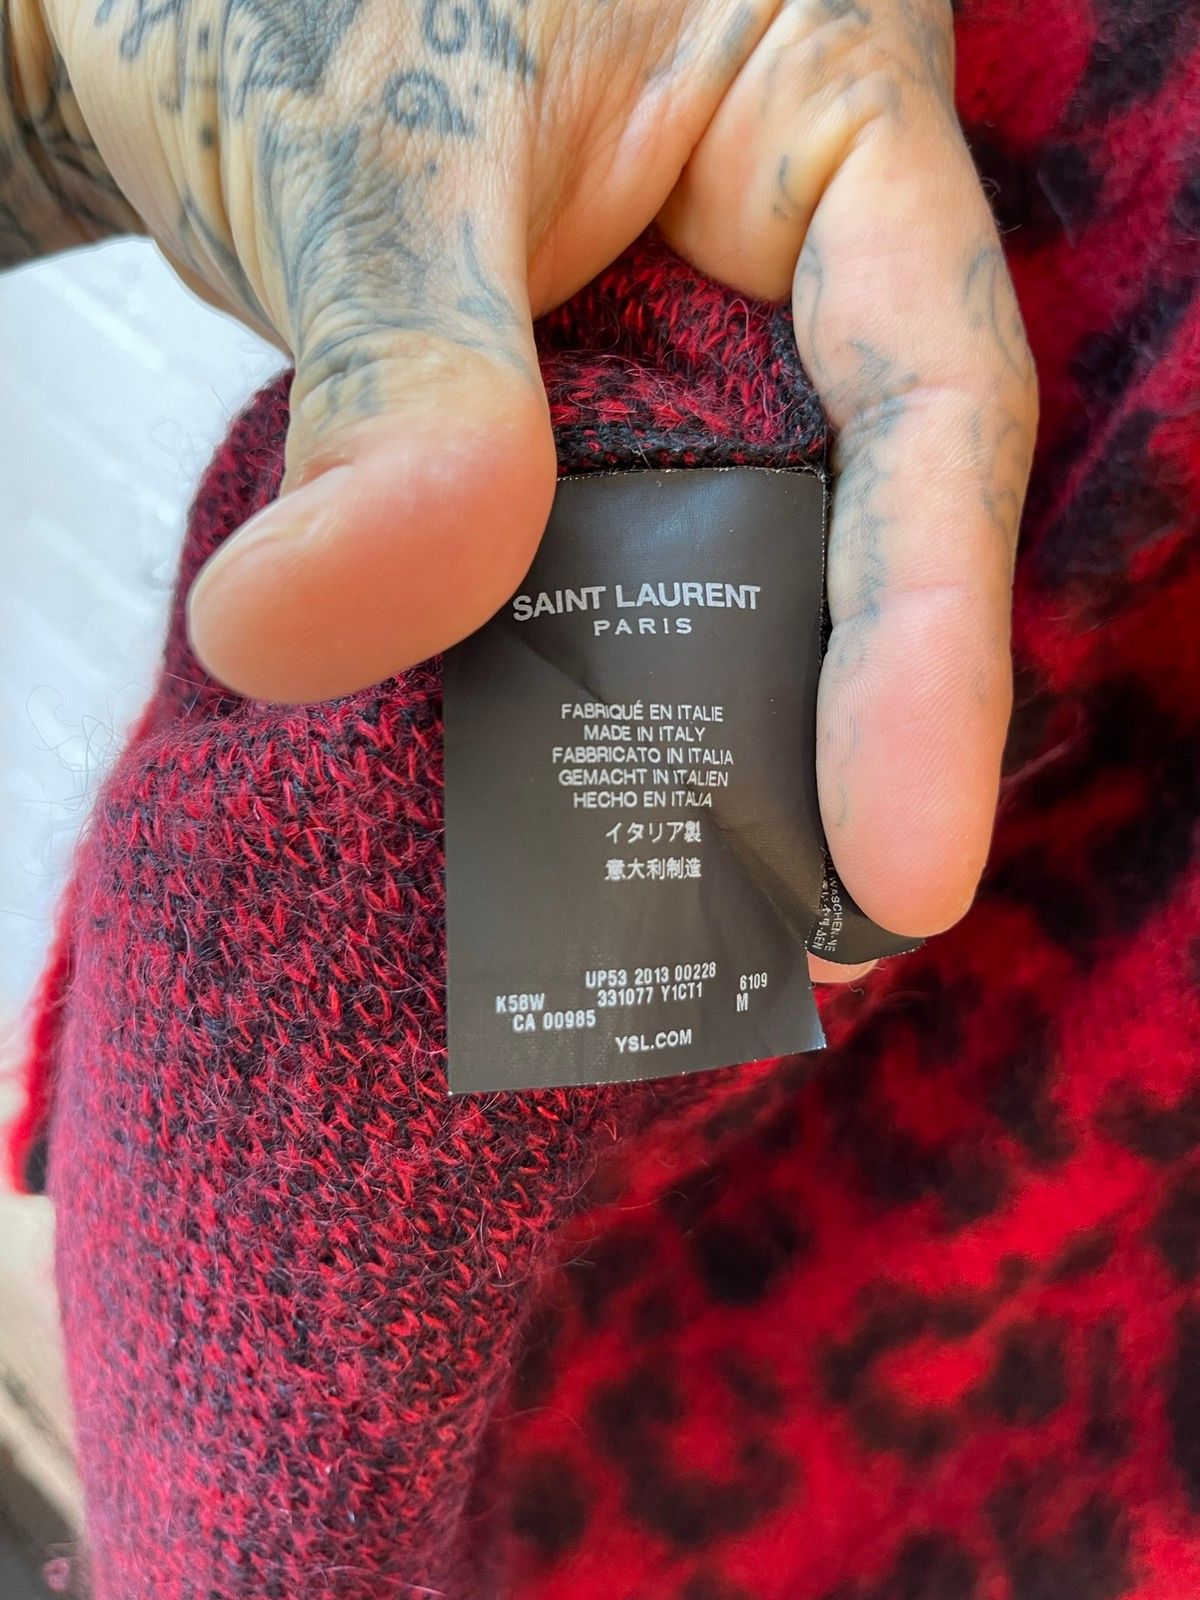 SAINT LAURENT
PARIS
FABRIQUÉ EN ITALIE
MADE IN ITALY
FABBRICATO IN ITALIA
GEMACHT IN ITALIEN
HECHO EN ITALIA
イタリア製
意大利制造
UP53 2013 00228
K58W 331077 Y1CT1 6109
CA 00985 M
YSL.COM
WASCHEN